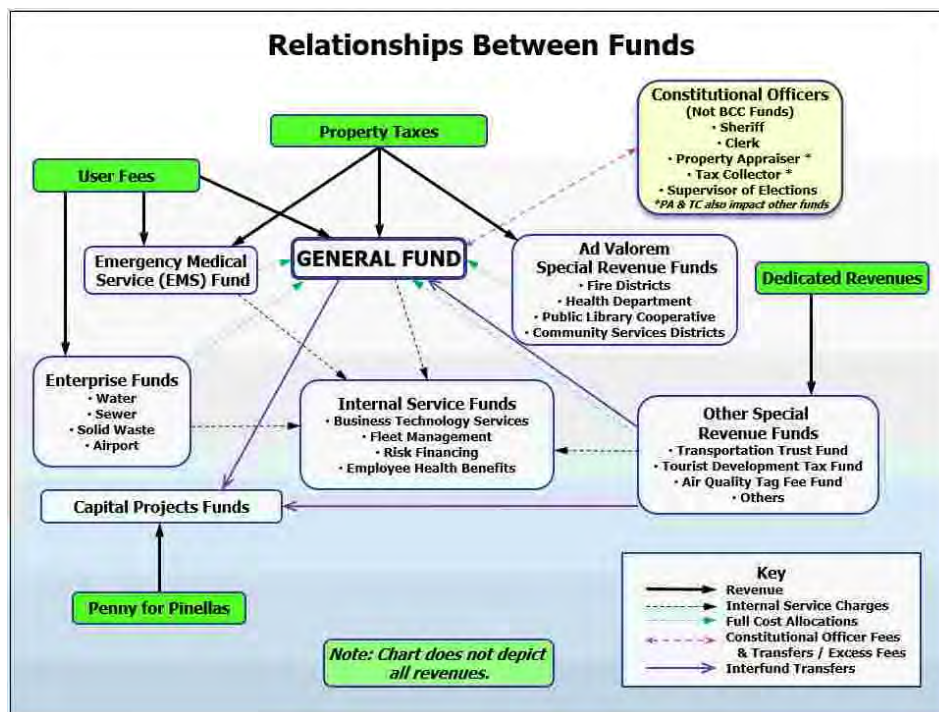 Relationships Between Funds
Constitutional Officers
(Not BCC Funds)
· Sheriff
· Clerk
· Property Appraiser *
· Tax Collector *
· Supervisor of Elections
*PA & TC also impact other funds
Property Taxes
User Fees
Emergency Medical
Service (EMS) Fund
GENERAL FUND
Ad Valorem
Special Revenue Funds
· Fire Districts
· Health Department
· Public Library Cooperative
· Community Services Districts
Dedicated Revenues
Enterprise Funds
· Water
· Sewer
· Solid Waste
· Airport
Internal Service Funds
· Business Technology Services
· Fleet Management
· Risk Financing
· Employee Health Benefits
Other Special
Revenue Funds
· Transportation Trust Fund
· Tourist Development Tax Fund
· Air Quality Tag Fee Fund
· Others
Capital Projects Funds
Penny for Pinellas
Note: Chart does not depict
all revenues.
Key
Revenue
Internal Service Charges
Full Cost Allocations
Constitutional Officer Fees
& Transfers / Excess Fees
Interfund Transfers